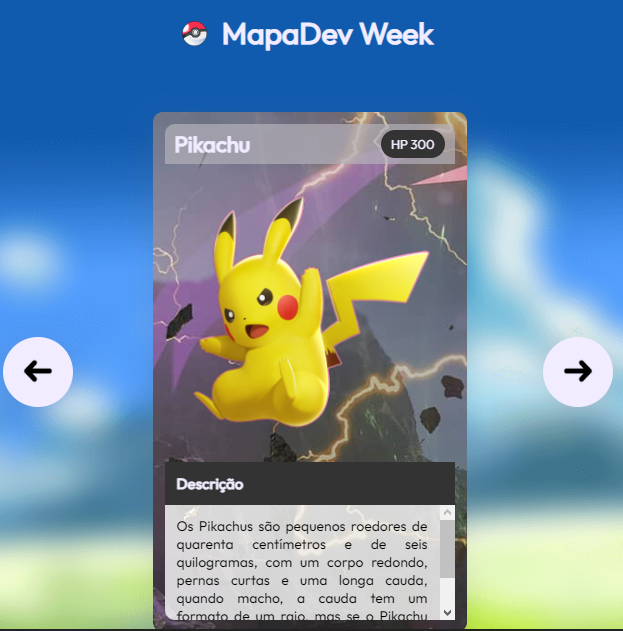 MapaDev Week
Pikachu
HP 300
Descrição
Os Pikachus são pequenos roedores de
quarenta centímetros e de seis
quilogramas, com um corpo redondo,
pernas curtas e uma longa cauda,
quando macho, a cauda tem um
formato de um raio, mas se o Pikachu